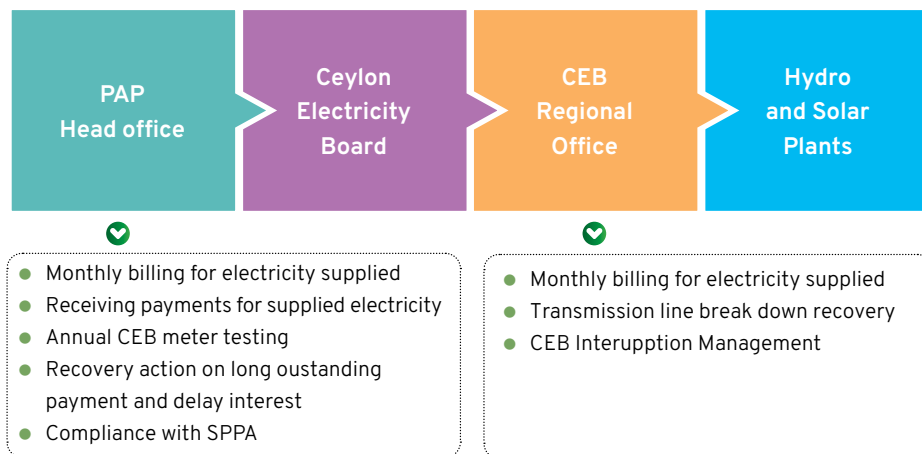 PAP
Head office
Ceylon
Electricity
Board
CEB
Regional
Office
Hydro
and Solar
Plants
Monthly billing for electricity supplied
Receiving payments for supplied electricity
Annual CEB meter testing
Recovery action on long oustanding
payment and delay interest
Compliance with SPPA
Monthly billing for electricity supplied
Transmission line break down recovery
CEB Interupption Management